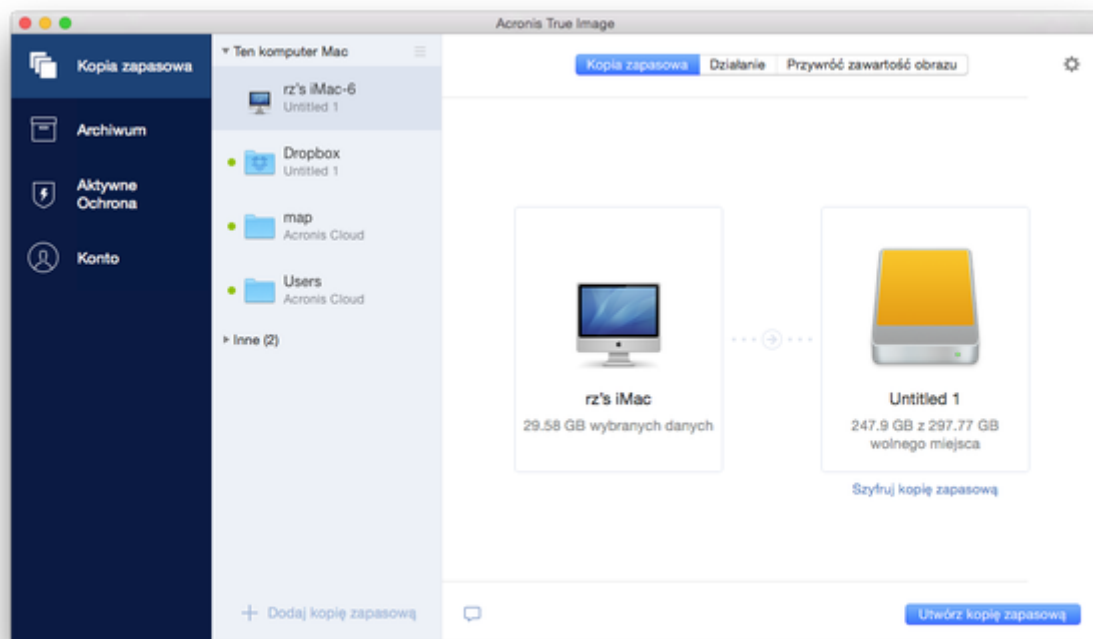 Acronis True Image
Kopia zapasowa
Archiwum
Aktywne
Ochrona
Konto
Ten komputer Mac
rz's iMac-6
Untitled 1
Dropbox
Untitled 1
map
Acronis Cloud
Users
Acronis Cloud
Inne (2)
Dodaj kopię zapasową
Kopia zapasowa
Działanie
Przywróć zawartość obrazu
rz's iMac
29.58 GB wybranych danych
Untitled 1
247.9 GB z 297.77 GB
wolnego miejsca
Szyfruj kopię zapasową
Utwórz kopię zapasową